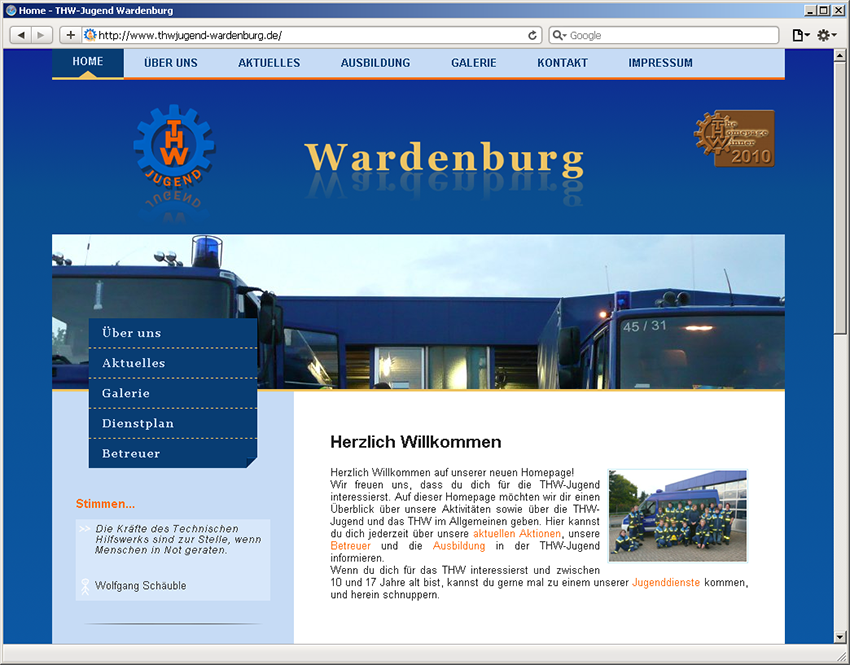 Home - THW-Jugend Wardenburg
http://www.thwjugend-wardenburg.de/
Google
HOME ÜBER UNS AKTUELLES AUSBILDUNG GALERIE KONTAKT IMPRESSUM
THW
JUGEND
Wardenburg
The
Homepage
Winner
2010
45 / 31
Über uns
Aktuelles
Galerie
Dienstplan
Betreuer
Stimmen...
Die Kräfte des Technischen
Hilfswerks sind zur Stelle, wenn
Menschen in Not geraten.
Wolfgang Schäuble
Herzlich Willkommen
Herzlich Willkommen auf unserer neuen Homepage!
Wir freuen uns, dass du dich für die THW-Jugend
interessierst. Auf dieser Homepage möchten wir dir einen
Überblick über unsere Aktivitäten sowie über die THW-
Jugend und das THW im Allgemeinen geben. Hier kannst
du dich jederzeit über unsere aktuellen Aktionen, unsere
Betreuer und die Ausbildung in der THW-Jugend
informieren.
Wenn du dich für das THW interessierst und zwischen
10 und 17 Jahre alt bist, kannst du gerne mal zu einem unserer Jugenddienste kommen,
und herein schnuppern.